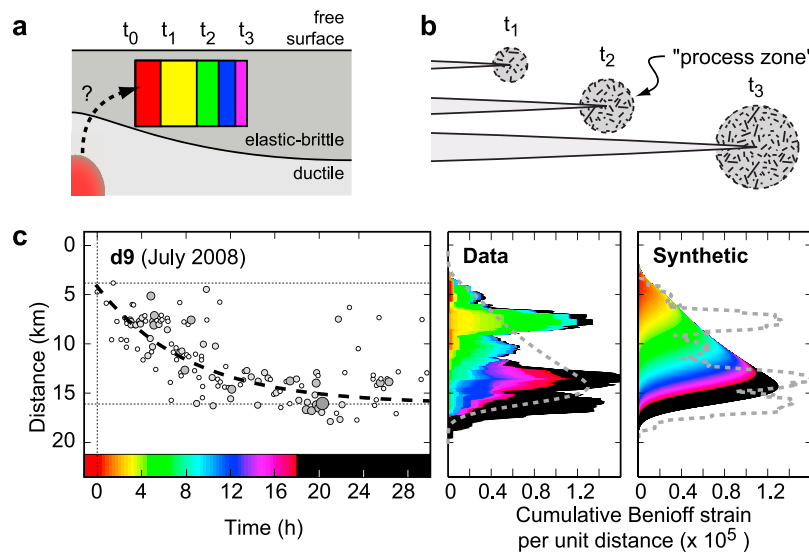 a
t0 t1 t2 t3
free
surface
?
elastic-brittle
ductile
b
t1
t2
"process zone"
t3
c
d9 (July 2008)
Data
Synthetic
0
5
10
15
20
Distance (km)
0 4 8 12 16 20 24 28
Time (h)
0 0.4 0.8 1.2
0 0.4 0.8 1.2
Cumulative Benioff strain
per unit distance (x 10⁵)